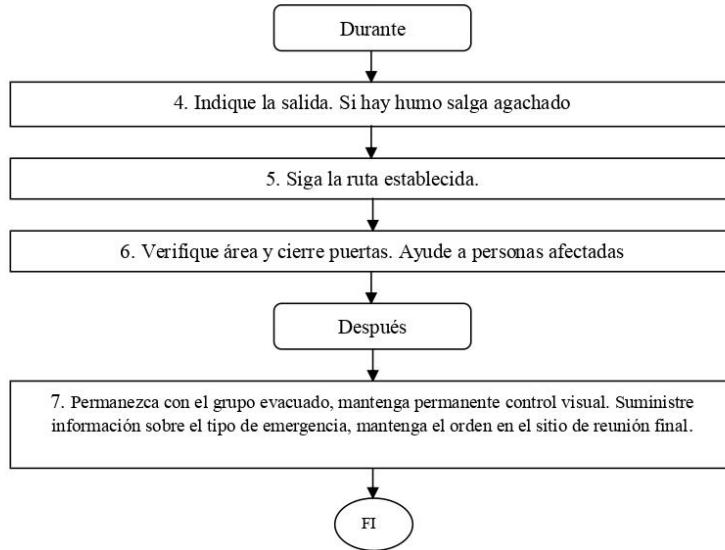 Durante
4. Indique la salida. Si hay humo salga agachado
5. Siga la ruta establecida.
6. Verifique área y cierre puertas. Ayude a personas afectadas
Después
7. Permanezca con el grupo evacuado, mantenga permanente control visual. Suministre
información sobre el tipo de emergencia, mantenga el orden en el sitio de reunión final.
FI